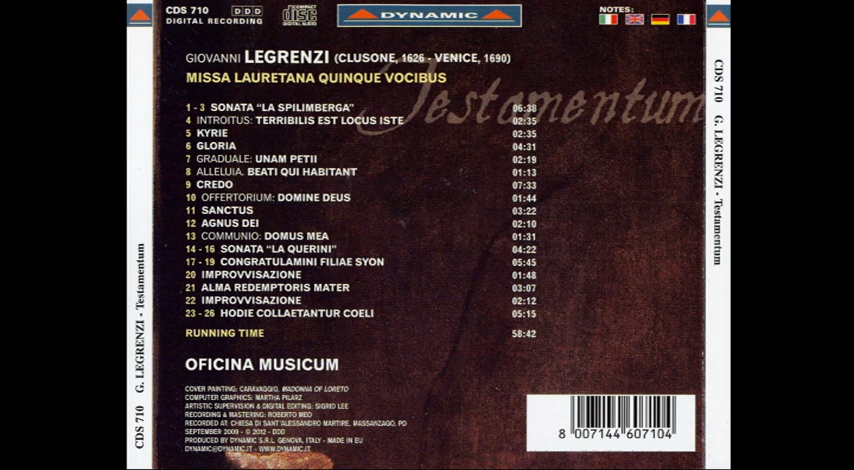 CDS 710 DDD
DIGITAL RECORDING
COMPACT
disc
DIGITAL AUDIO
DYNAMIC
NOTES:
GIOVANNI LEGRENZI (CLUSONE, 1626 - VENICE, 1690)
MISSA LAURETANA QUINQUE VOCIBUS
Testamentum
1 - 3 SONATA “LA SPILIMBERGA” 06:38
4 INTROITUS: TERRIBILIS EST LOCUS ISTE 02:35
5 KYRIE 02:35
6 GLORIA 04:31
7 GRADUALE: UNAM PETII 02:19
8 ALLELUIA. BEATI QUI HABITANT 01:13
9 CREDO 07:33
10 OFFERTORIUM: DOMINE DEUS 01:44
11 SANCTUS 03:22
12 AGNUS DEI 02:10
13 COMMUNIO: DOMUS MEA 01:31
14 - 16 SONATA “LA QUERINI” 04:22
17 - 19 CONGRATULAMINI FILIAE SYON 05:45
20 IMPROVVISAZIONE 01:48
21 ALMA REDEMPTORIS MATER 03:07
22 IMPROVVISAZIONE 02:12
23 - 26 HODIE COLLAETANTUR COELI 05:15
RUNNING TIME 58:42
OFICINA MUSICUM
COVER PAINTING: CARAVAGGIO, MADONNA OF LORETO
COMPUTER GRAPHICS: MARTHA PILARZ
ARTISTIC SUPERVISION & DIGITAL EDITING: SIGRID LEE
RECORDING & MASTERING: ROBERTO MEO
RECORDED AT: CHIESA DI SANT'ALESSANDRO MARTIRE, MASSANZAGO, PD
SEPTEMBER 2009 - © 2012 - DDD
PRODUCED BY DYNAMIC S.R.L. GENOVA, ITALY - MADE IN EU
DYNAMIC@DYNAMIC.IT - WWW.DYNAMIC.IT
8 007144 607104
CDS 710 G. LEGRENZI - Testamentum
CDS 710 G. LEGRENZI - Testamentum